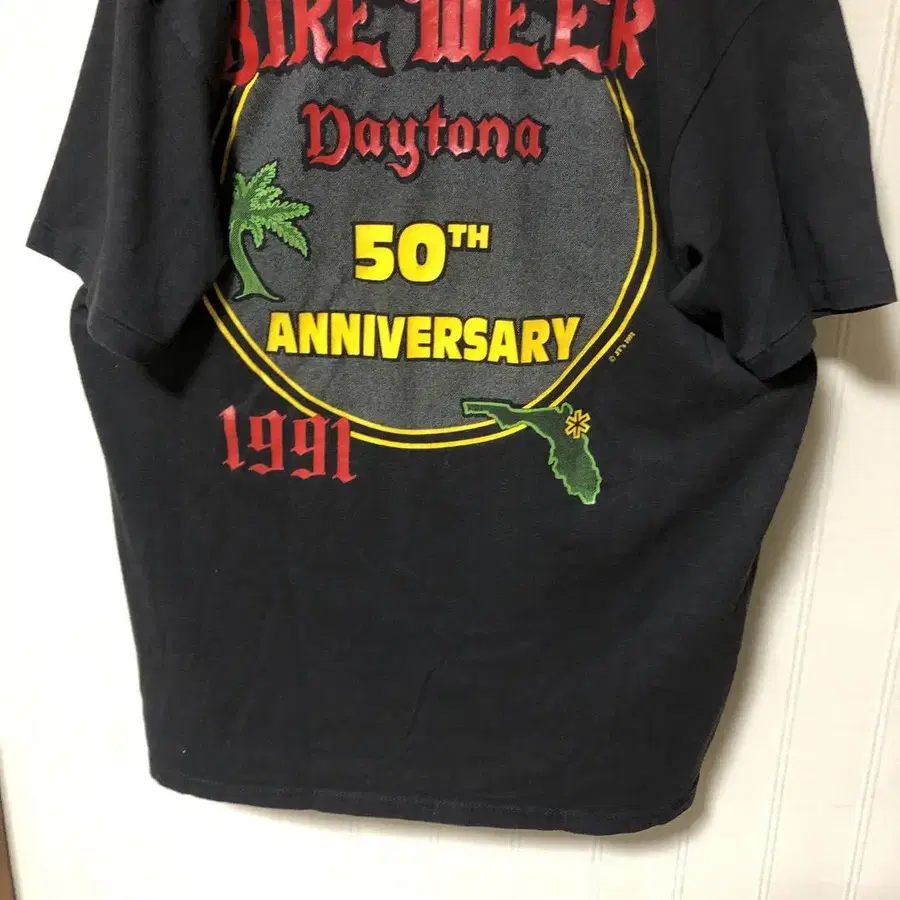 BIKE WEEK
Daytona
50TH
ANNIVERSARY
1991